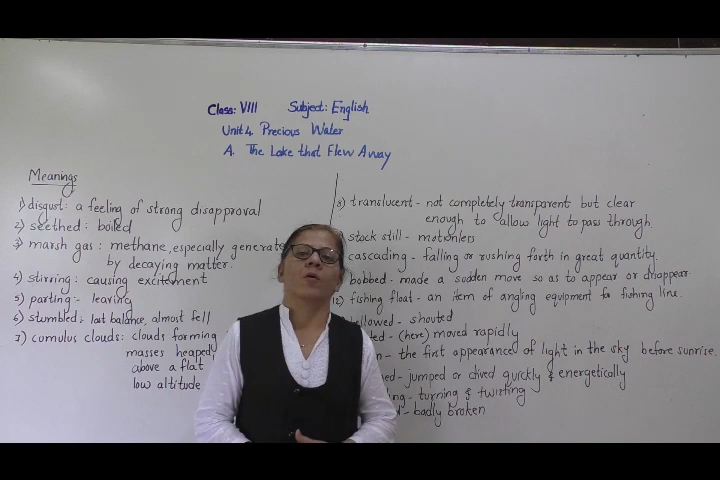 Class: VIII Subject: English
Unit 4 Precious Water
A. The Lake that Flew Away
Meanings
1) disgust: a feeling of strong disapproval
2) seethed: boiled
3) marsh gas: methane, especially generate
by decaying matter.
4) stirring: causing excitement
5) parting:- leaving
6) stumbled: lost balance, almost fell
7) cumulus clouds: clouds forming
masses heaped
above a flat
low altitude
8) translucent - not completely transparent but clear
enough to allow light to pass through.
stock still - motionless
cascading - falling or rushing forth in great quantity.
bobbed - made a sudden move so as to appear or disappear
12) fishing float - an item of angling equipment for fishing line.
bellowed - shouted
(here) moved rapidly
- the first appearance of light in the sky before sunrise.
- jumped or dived quickly & energetically
- turning & twisting
- badly broken